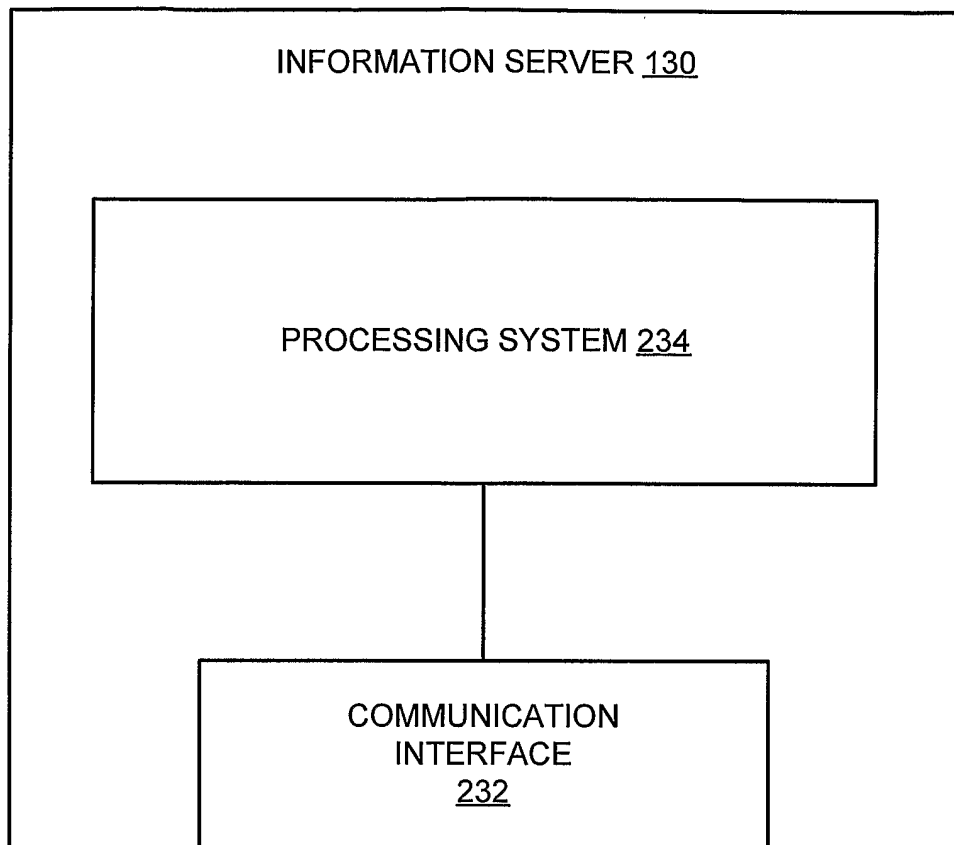 INFORMATION SERVER 130
PROCESSING SYSTEM 234
COMMUNICATION
INTERFACE
232